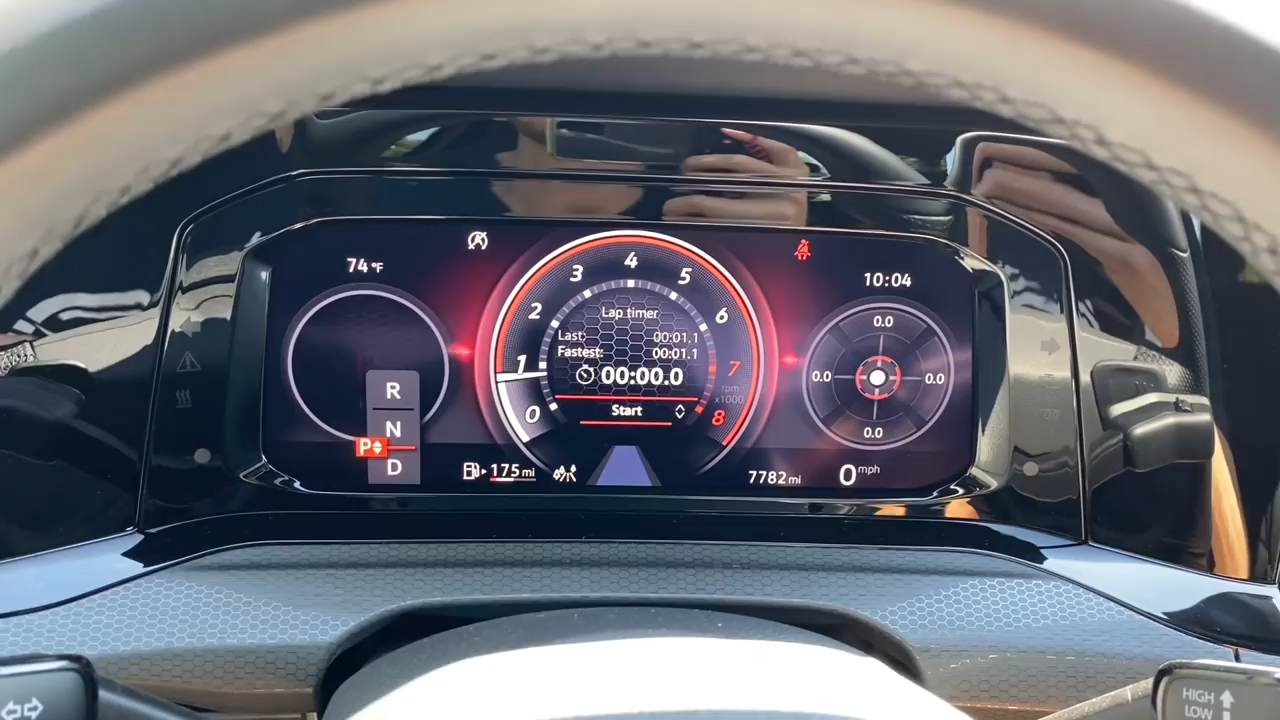 74 °F
10:04
0
1
2
3
4
5
6
7
8
rpm
x1000
Lap timer
Last: 00:01.1
Fastest: 00:01.1
00:00.0
Start
0.0
0.0
0.0
0.0
R
N
P
D
175 mi
7782 mi
0 mph
HIGH
LOW